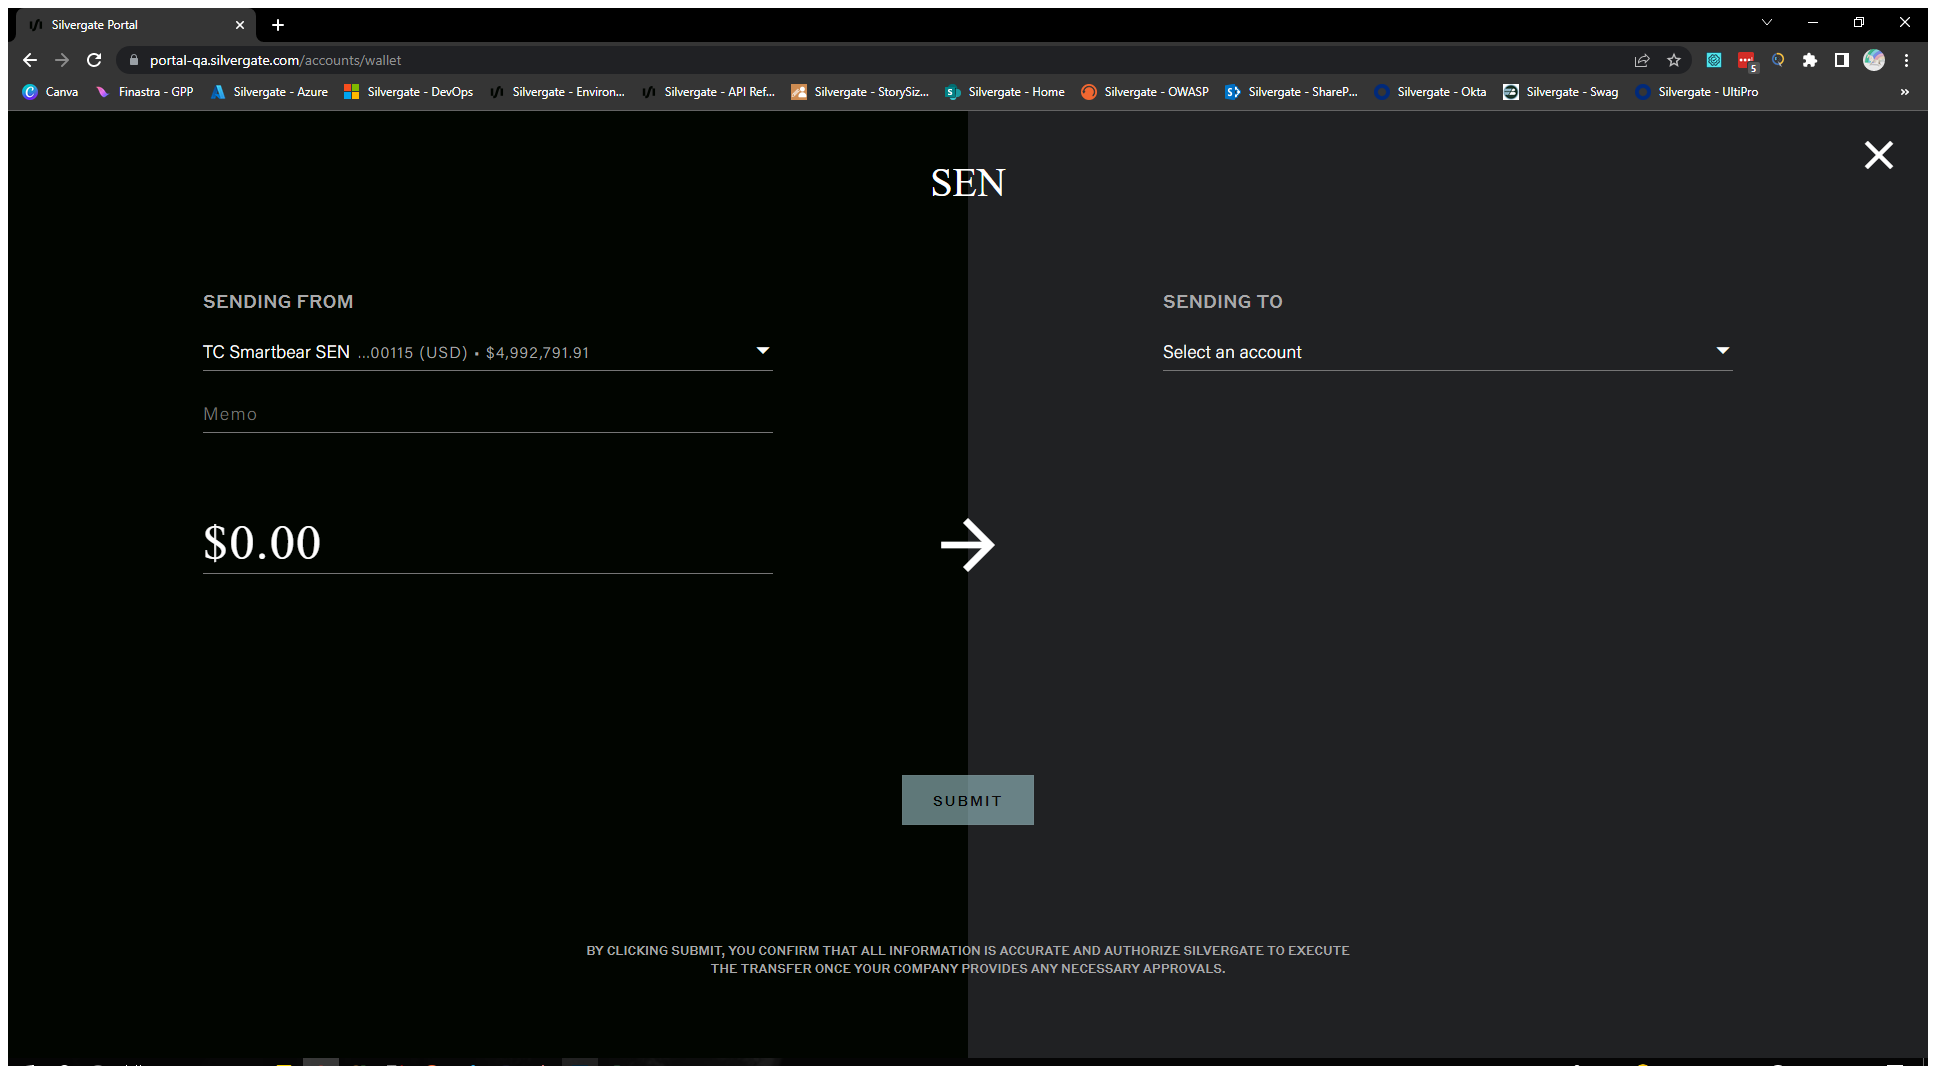 Silvergate Portal
portal-qa.silvergate.com/accounts/wallet
5
Canva Finastra - GPP Silvergate - Azure Silvergate - DevOps Silvergate - Environ... Silvergate - API Ref... Silvergate - StorySiz... Silvergate - Home Silvergate - OWASP Silvergate - ShareP... Silvergate - Okta Silvergate - Swag Silvergate - UltiPro »
SEN
SENDING FROM
TC Smartbear SEN ...00115 (USD) • $4,992,791.91
Memo
$0.00
SENDING TO
Select an account
SUBMIT
BY CLICKING SUBMIT, YOU CONFIRM THAT ALL INFORMATION IS ACCURATE AND AUTHORIZE SILVERGATE TO EXECUTE
THE TRANSFER ONCE YOUR COMPANY PROVIDES ANY NECESSARY APPROVALS.